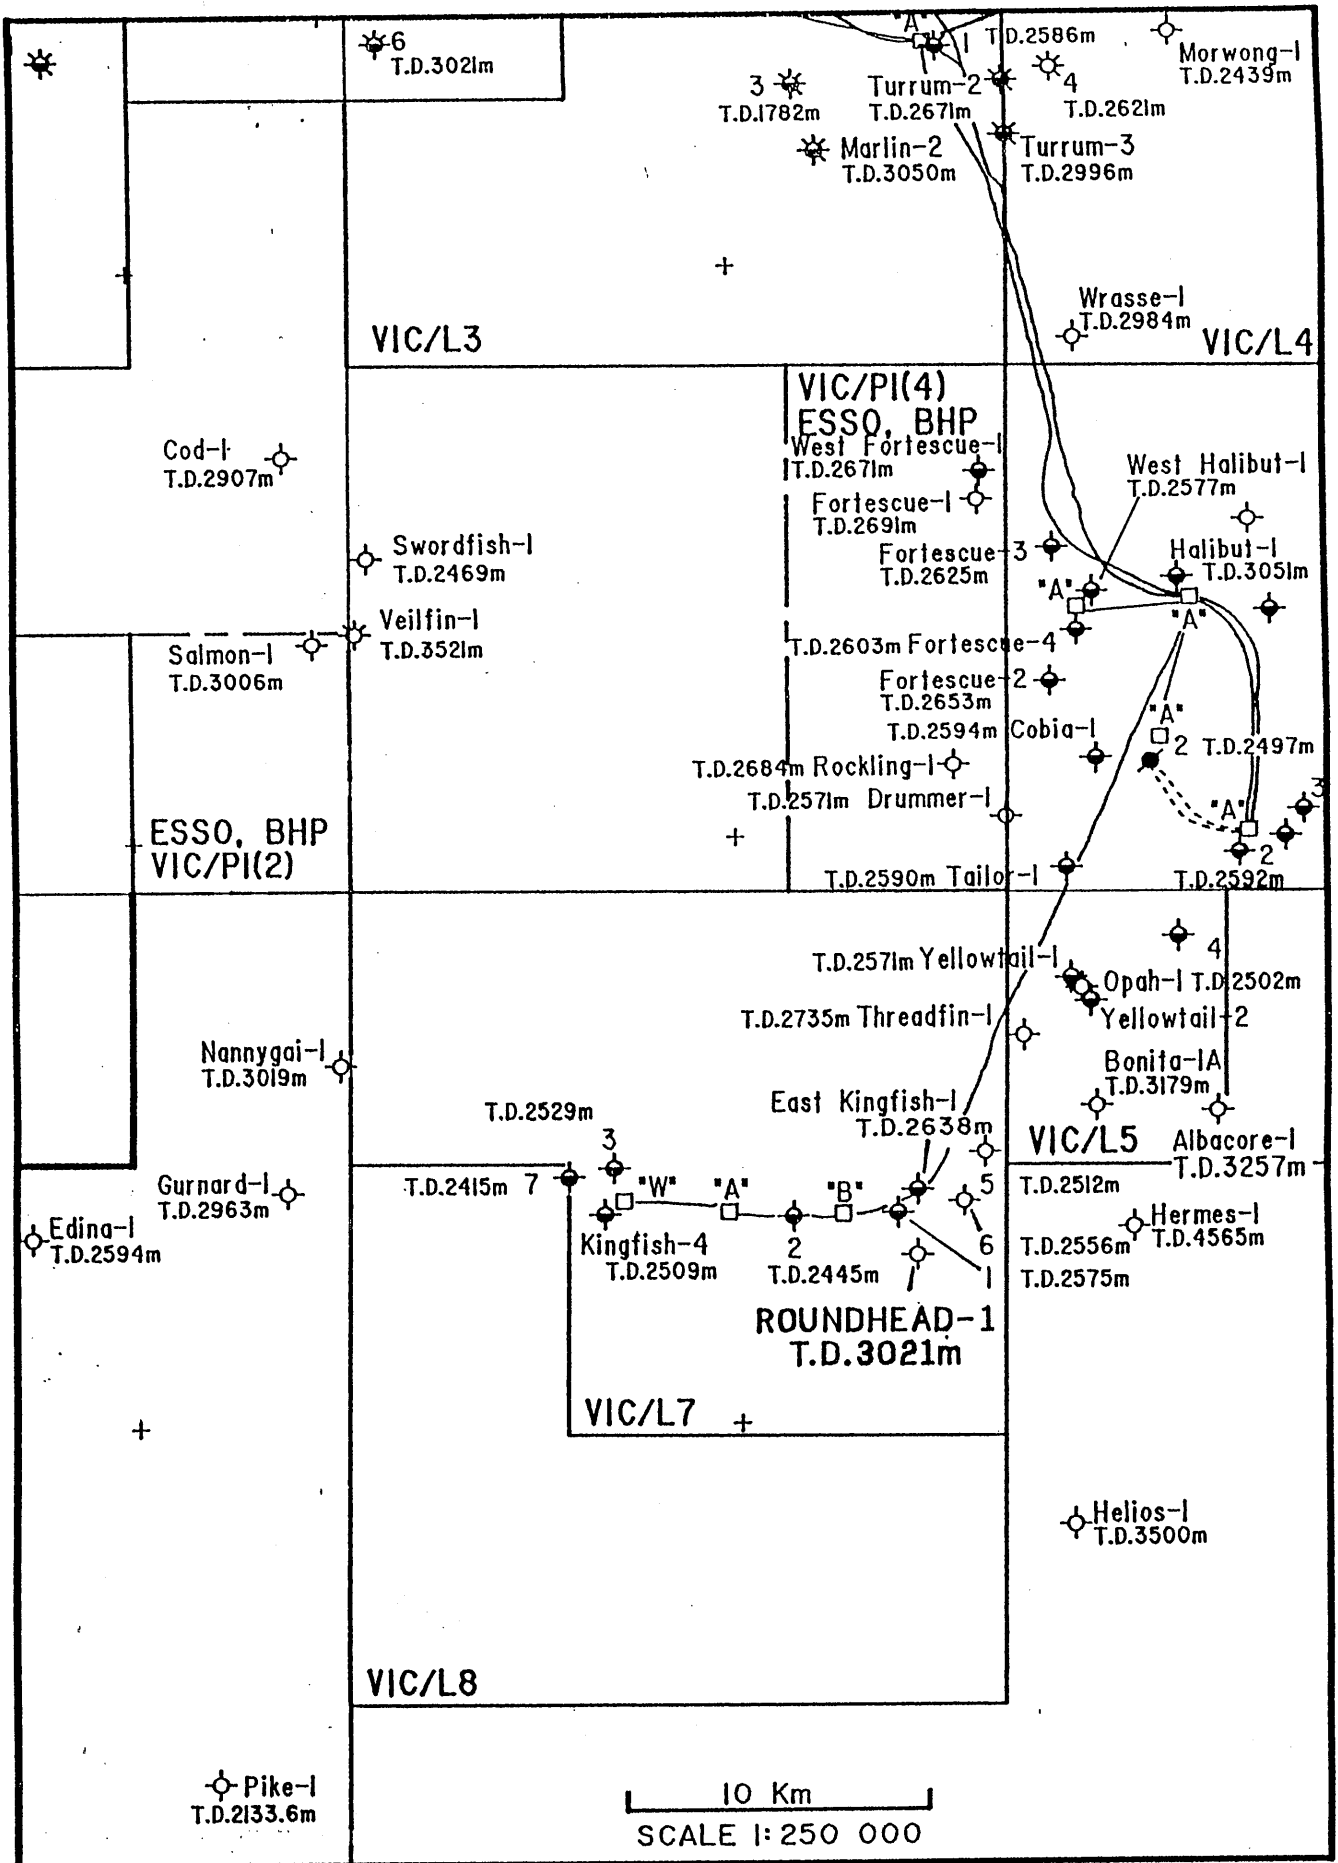 "A"
6
T.D.3021m
1
T.D.2586m
Morwong-1
T.D.2439m
3
T.D.1782m
Turrum-2
T.D.2671m
4
T.D.2621m
Marlin-2
T.D.3050m
Turrum-3
T.D.2996m
Wrasse-1
T.D.2984m
VIC/L3
VIC/L4
VIC/P1(4)
ESSO, BHP
West Fortescue-1
T.D.2671m
Cod-1
T.D.2907m
West Halibut-1
T.D.2577m
Fortescue-1
T.D.2691m
Swordfish-1
T.D.2469m
Fortescue-3
T.D.2625m
Halibut-1
T.D.3051m
"A"
"A"
Veilfin-1
T.D.3521m
Salmon-1
T.D.3006m
T.D.2603m Fortescue-4
Fortescue-2
T.D.2653m
"A"
T.D.2594m Cobia-1
2 T.D.2497m
T.D.2684m Rockling-1
T.D.2571m Drummer-1
"A"
3
ESSO, BHP
VIC/P1(2)
2
T.D.2592m
T.D.2590m Tailor-1
4
T.D.2571m Yellowtail-1
Opah-1 T.D.2502m
Yellowtail-2
T.D.2735m Threadfin-1
Nannygai-1
T.D.3019m
Bonita-1A
T.D.3179m
T.D.2529m
East Kingfish-1
T.D.2638m
3
VIC/L5
Albacore-1
T.D.3257m
Gurnard-1
T.D.2963m
T.D.2415m 7
"W"
"A"
"B"
5 T.D.2512m
Edina-1
T.D.2594m
Kingfish-4
T.D.2509m
2
T.D.2445m
6 T.D.2556m
1 T.D.2575m
Hermes-1
T.D.4565m
ROUNDHEAD-1
T.D.3021m
VIC/L7
Helios-1
T.D.3500m
VIC/L8
Pike-1
T.D.2133.6m
10 Km
SCALE 1:250 000